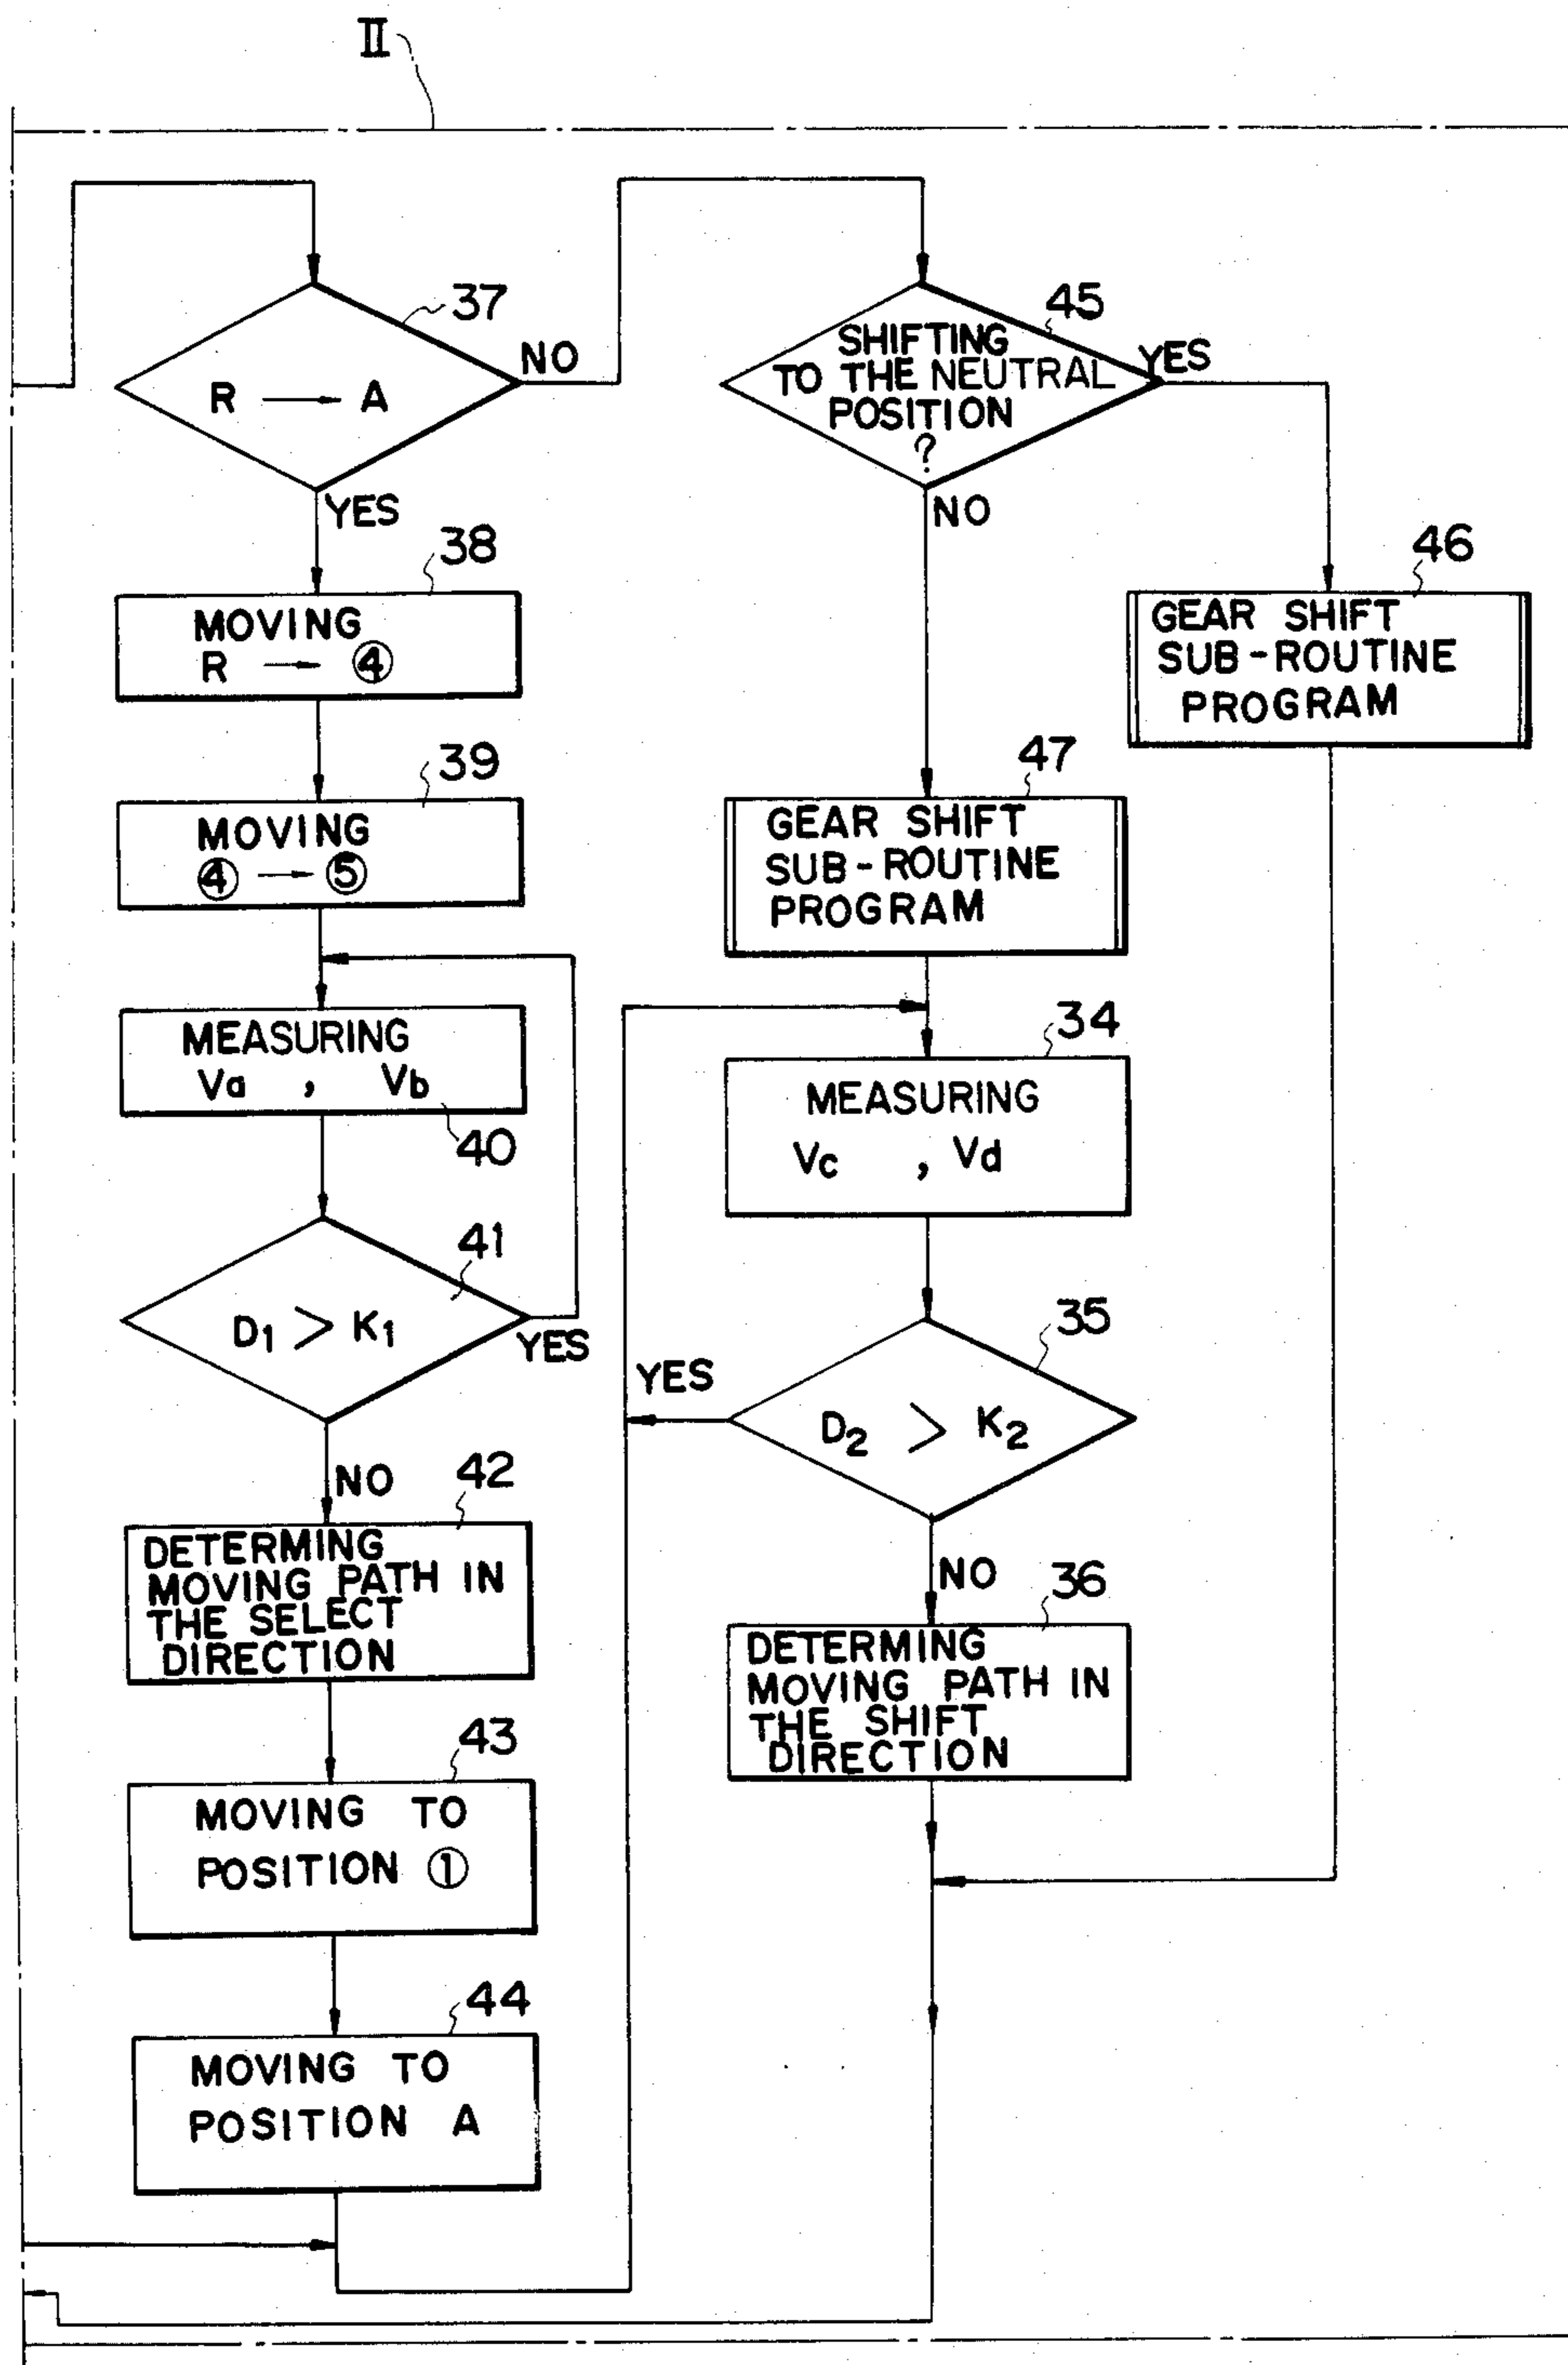 II
37
R → A
NO
YES
38
MOVING
R → ④
39
MOVING
④ → ⑤
MEASURING
Va , Vb
40
41
D1 > K1
YES
NO
42
DETERMING
MOVING PATH IN
THE SELECT
DIRECTION
43
MOVING TO
POSITION ①
44
MOVING TO
POSITION A
45
SHIFTING
TO THE NEUTRAL
POSITION
?
YES
NO
46
GEAR SHIFT
SUB-ROUTINE
PROGRAM
47
GEAR SHIFT
SUB-ROUTINE
PROGRAM
34
MEASURING
Vc , Vd
35
YES
D2 > K2
NO
36
DETERMING
MOVING PATH IN
THE SHIFT
DIRECTION